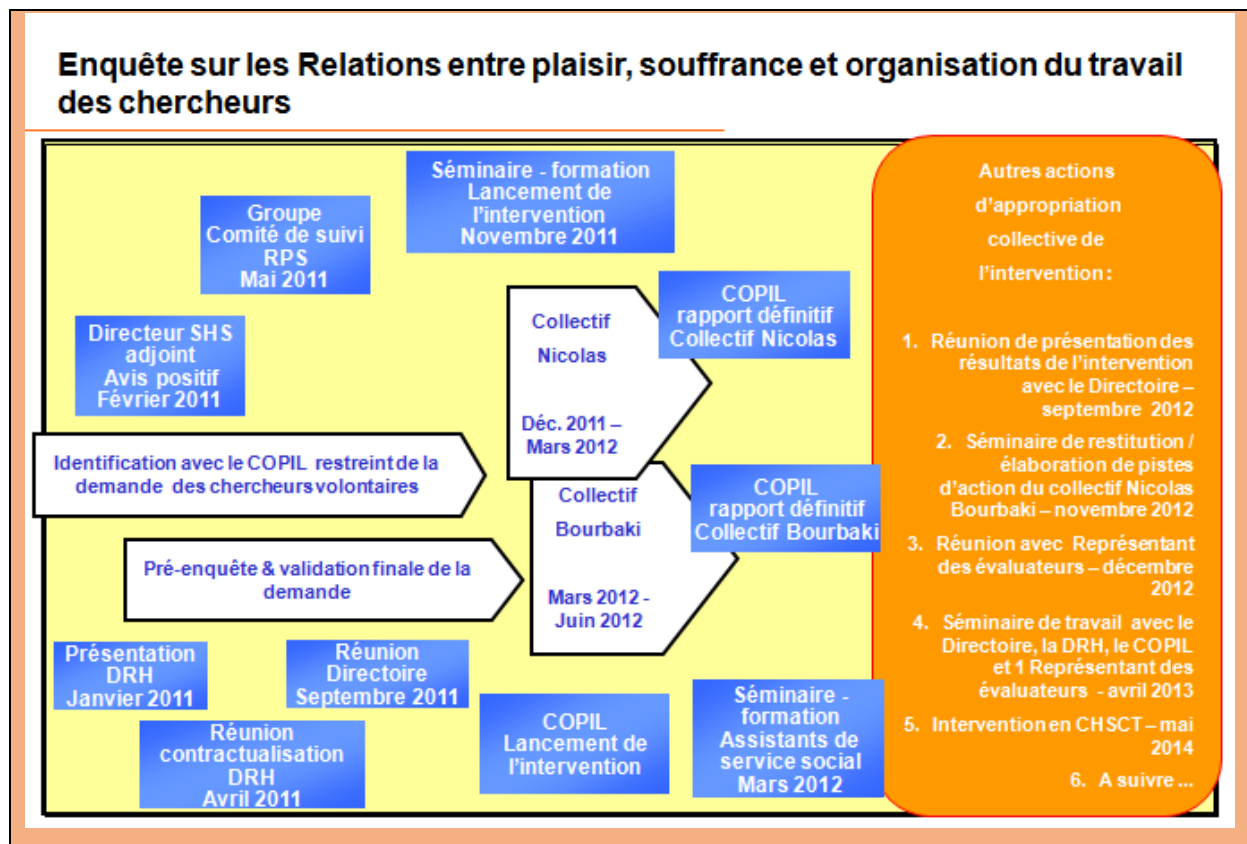 Enquête sur les Relations entre plaisir, souffrance et organisation du travail
des chercheurs
Séminaire - formation
Lancement de
l'intervention
Novembre 2011
Groupe
Comité de suivi
RPS
Mai 2011
Directeur SHS
adjoint
Avis positif
Février 2011
Collectif
Nicolas
Déc. 2011 –
Mars 2012
COPIL
rapport définitif
Collectif Nicolas
Identification avec le COPIL restreint de la
demande des chercheurs volontaires
Collectif
Bourbaki
Mars 2012 -
Juin 2012
COPIL
rapport définitif
Collectif Bourbaki
Pré-enquête & validation finale de la
demande
Présentation
DRH
Janvier 2011
Réunion
Directoire
Septembre 2011
Réunion
contractualisation
DRH
Avril 2011
COPIL
Lancement de
l'intervention
Séminaire -
formation
Assistants de
service social
Mars 2012
Autres actions
d'appropriation
collective de
l'intervention :
1. Réunion de présentation des
résultats de l'intervention
avec le Directoire –
septembre 2012
2. Séminaire de restitution /
élaboration de pistes
d'action du collectif Nicolas
Bourbaki – novembre 2012
3. Réunion avec Représentant
des évaluateurs – décembre
2012
4. Séminaire de travail avec le
Directoire, la DRH, le COPIL
et 1 Représentant des
évaluateurs - avril 2013
5. Intervention en CHSCT – mai
2014
6. A suivre ...